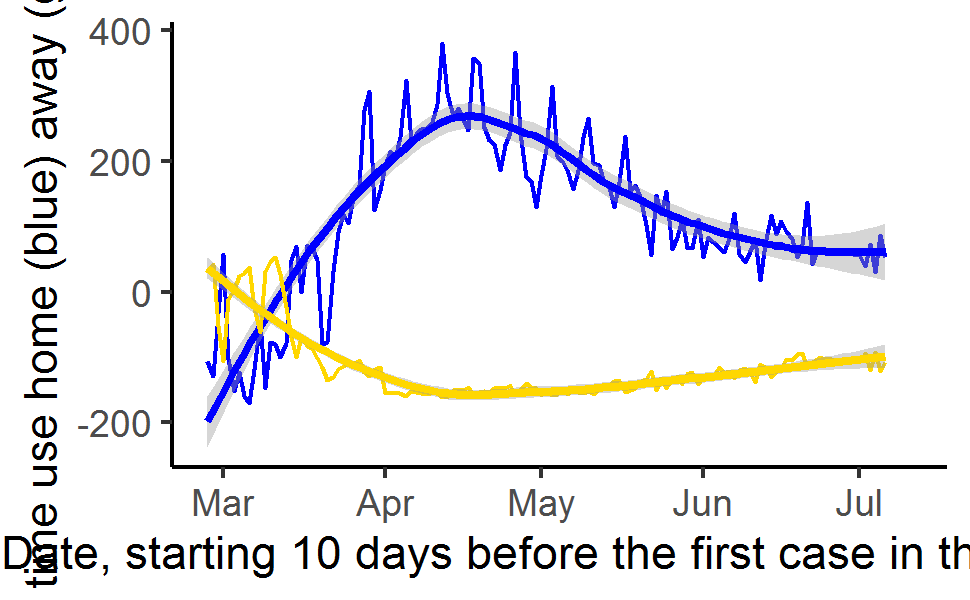 time use home (blue) away (
400
200
0
-200
Mar Apr May Jun Jul
Date, starting 10 days before the first case in th